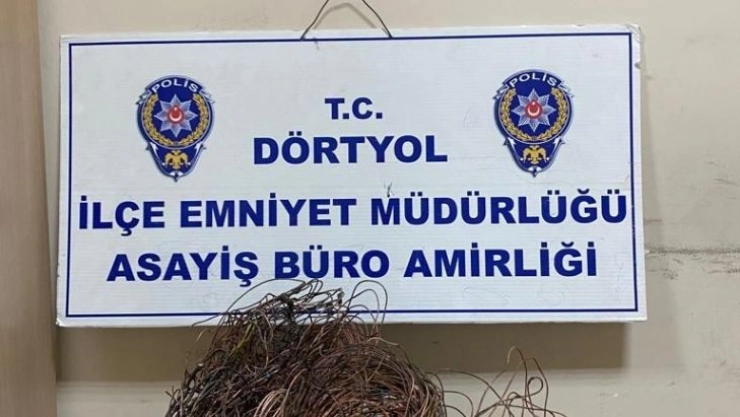 POLİS
POLİS
T.C.
DÖRTYOL
İLÇE EMNİYET MÜDÜRLÜĞÜ
ASAYİŞ BÜRO AMİRLİĞİ